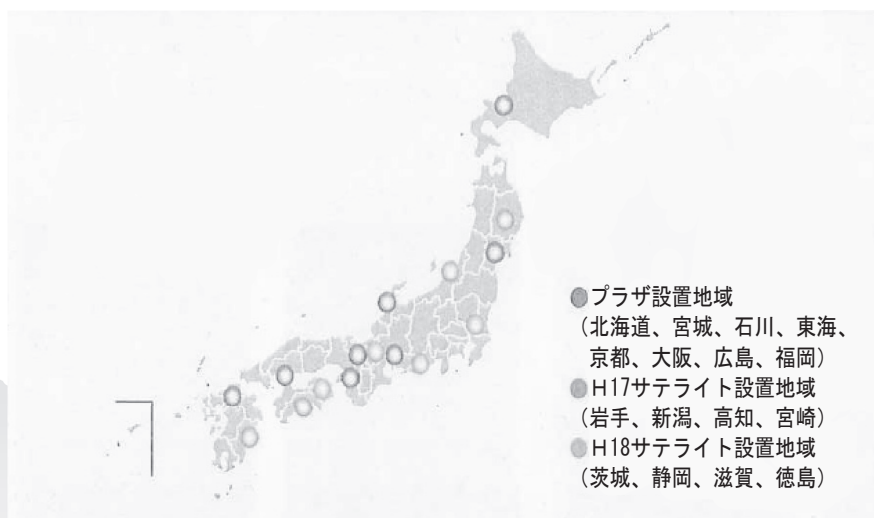 ●プラザ設置地域
（北海道、宮城、石川、東海、
京都、大阪、広島、福岡）
●H17サテライト設置地域
（岩手、新潟、高知、宮崎）
●H18サテライト設置地域
（茨城、静岡、滋賀、徳島）